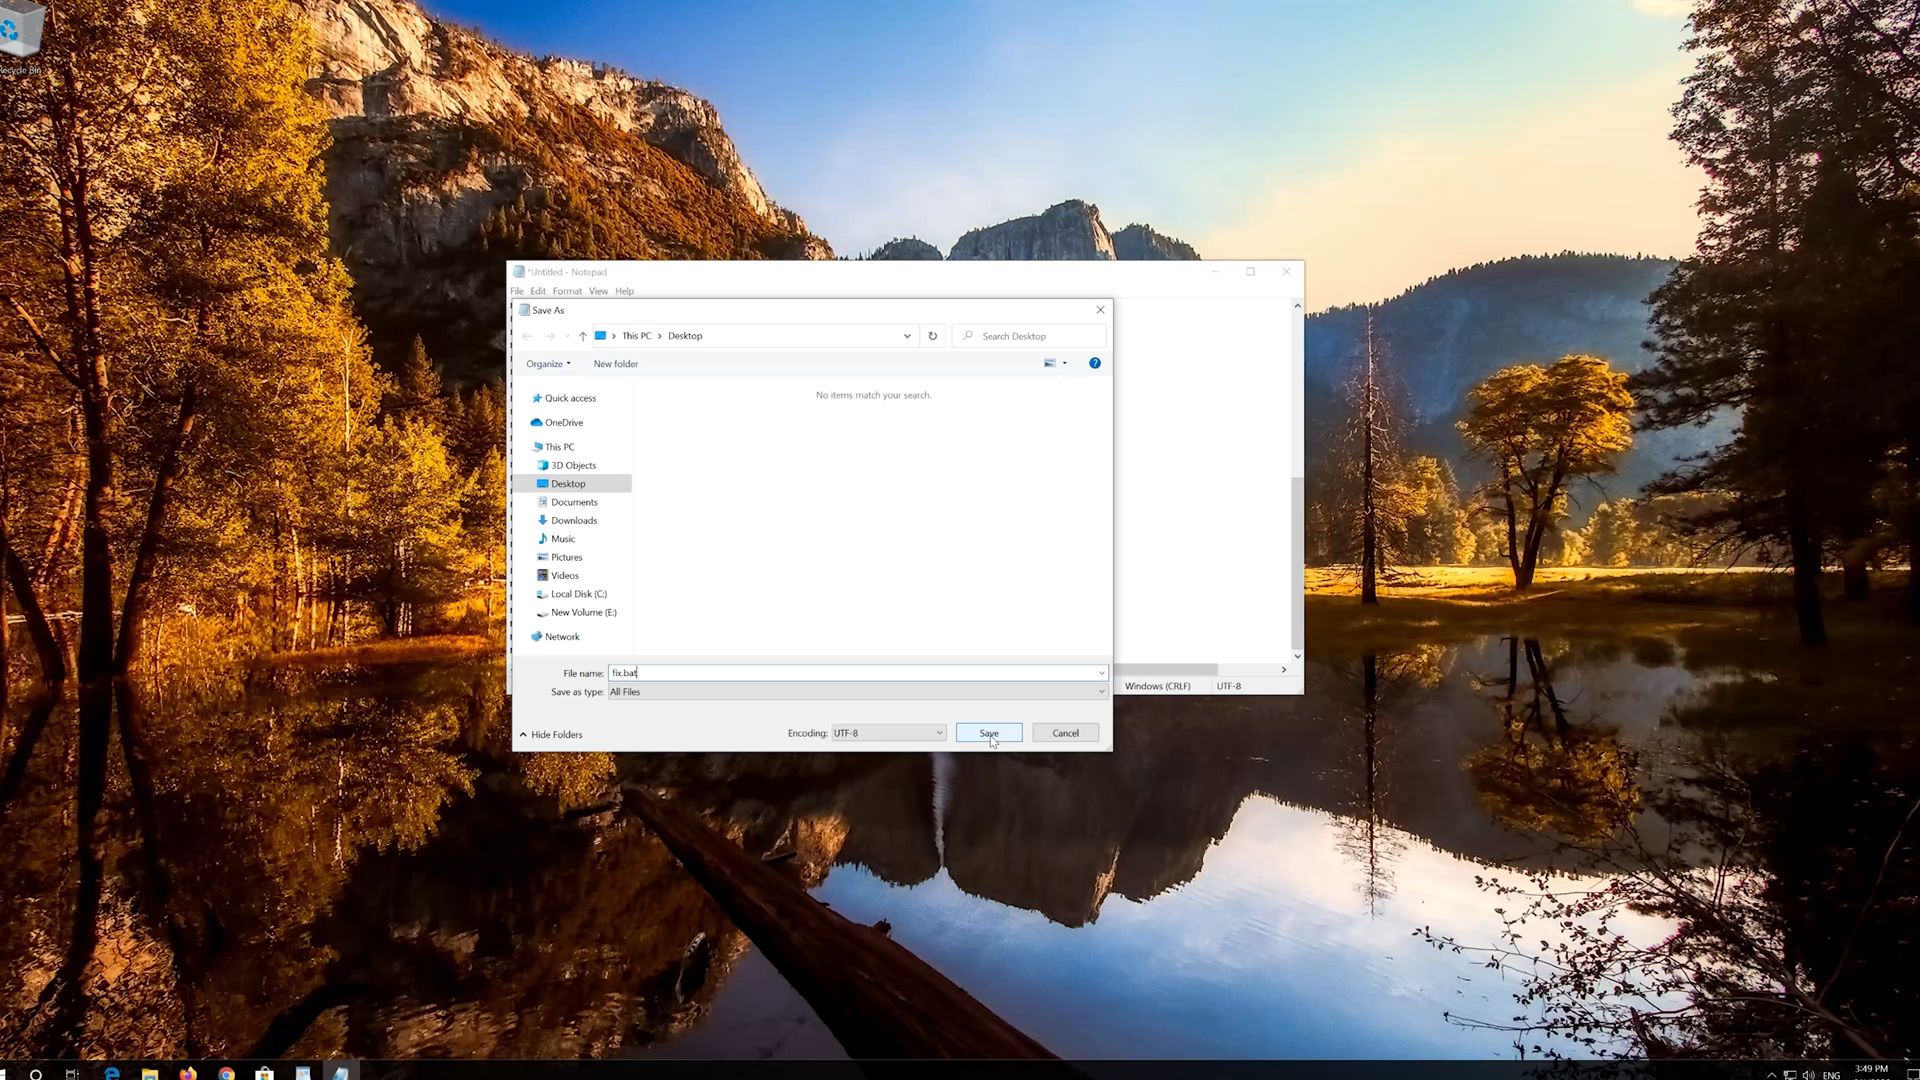 Recycle Bin
*Untitled - Notepad
File Edit Format View Help
Save As
This PC > Desktop
Search Desktop
Organize
New folder
No items match your search.
Quick access
OneDrive
This PC
3D Objects
Desktop
Documents
Downloads
Music
Pictures
Videos
Local Disk (C:)
New Volume (E:)
Network
File name: fix.bat
Save as type: All Files
Windows (CRLF)
UTF-8
Hide Folders
Encoding: UTF-8
Save
Cancel
ENG
3:49 PM